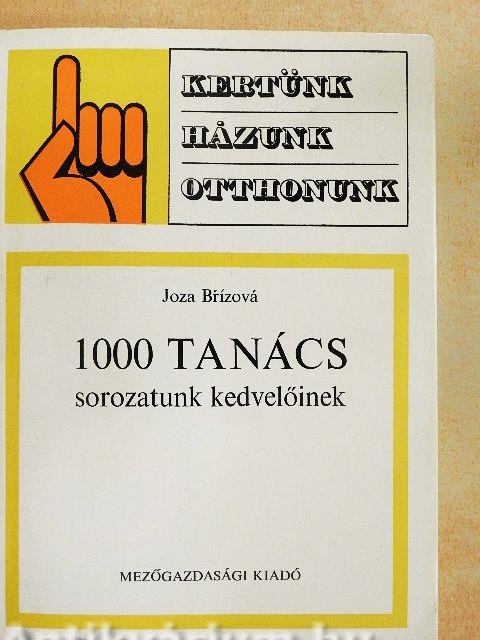 KERTÜNK
HÁZUNK
OTTHONUNK
Joza Břízová
1000 TANÁCS
sorozatunk kedvelőinek
MEZŐGAZDASÁGI KIADÓ